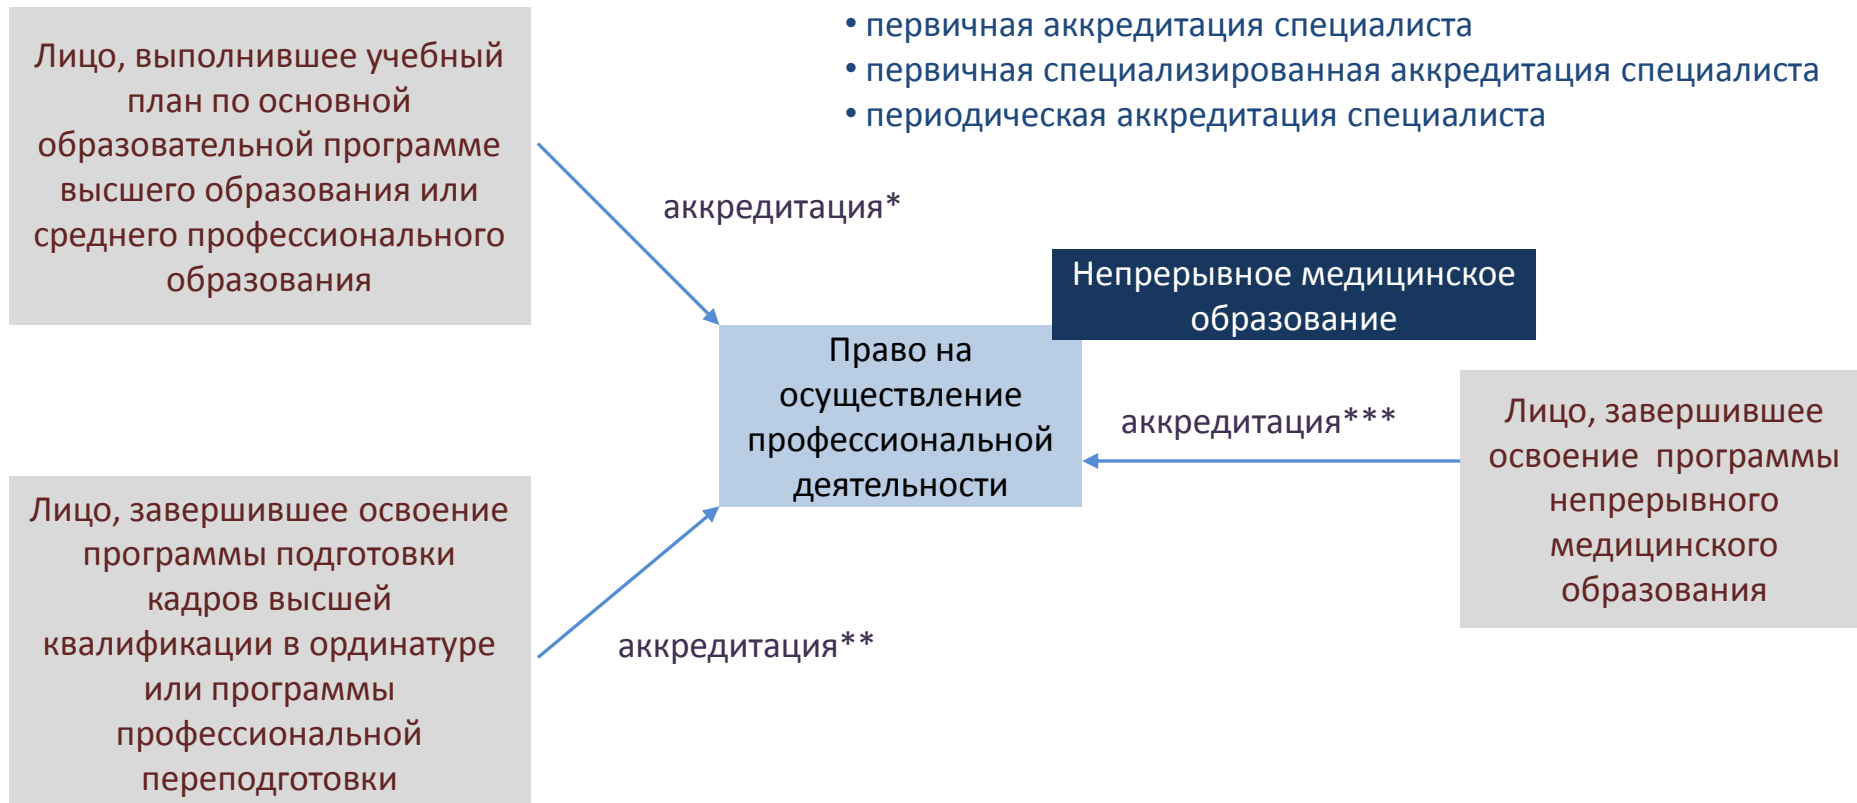 Лицо, выполнившее учебный
план по основной
образовательной программе
высшего образования или
среднего профессионального
образования
• первичная аккредитация специалиста
• первичная специализированная аккредитация специалиста
• периодическая аккредитация специалиста
аккредитация*
Непрерывное медицинское
образование
Право на
осуществление
профессиональной
деятельности
аккредитация***
Лицо, завершившее
освоение программы
непрерывного
медицинского
образования
Лицо, завершившее освоение
программы подготовки
кадров высшей
квалификации в ординатуре
или программы
профессиональной
переподготовки
аккредитация**